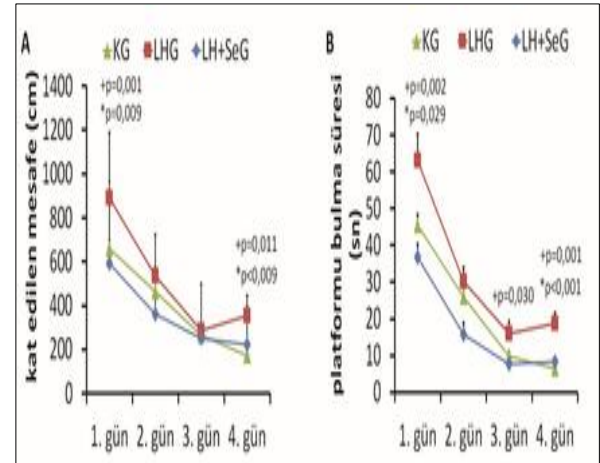 A
KG LHG LH+SeG
kat edilen mesafe (cm)
1400
1200
1000
800
600
400
200
0
+p=0,001
*p=0,009
+p=0,011
*p<0,009
1. gün 2. gün 3. gün 4. gün
B
KG LHG LH+SeG
platformu bulma süresi
(sn)
80
70
60
50
40
30
20
10
0
+p=0,002
*p=0,029
+p=0,030
+p=0,001
*p<0,001
1. gün 2. gün 3. gün 4. gün